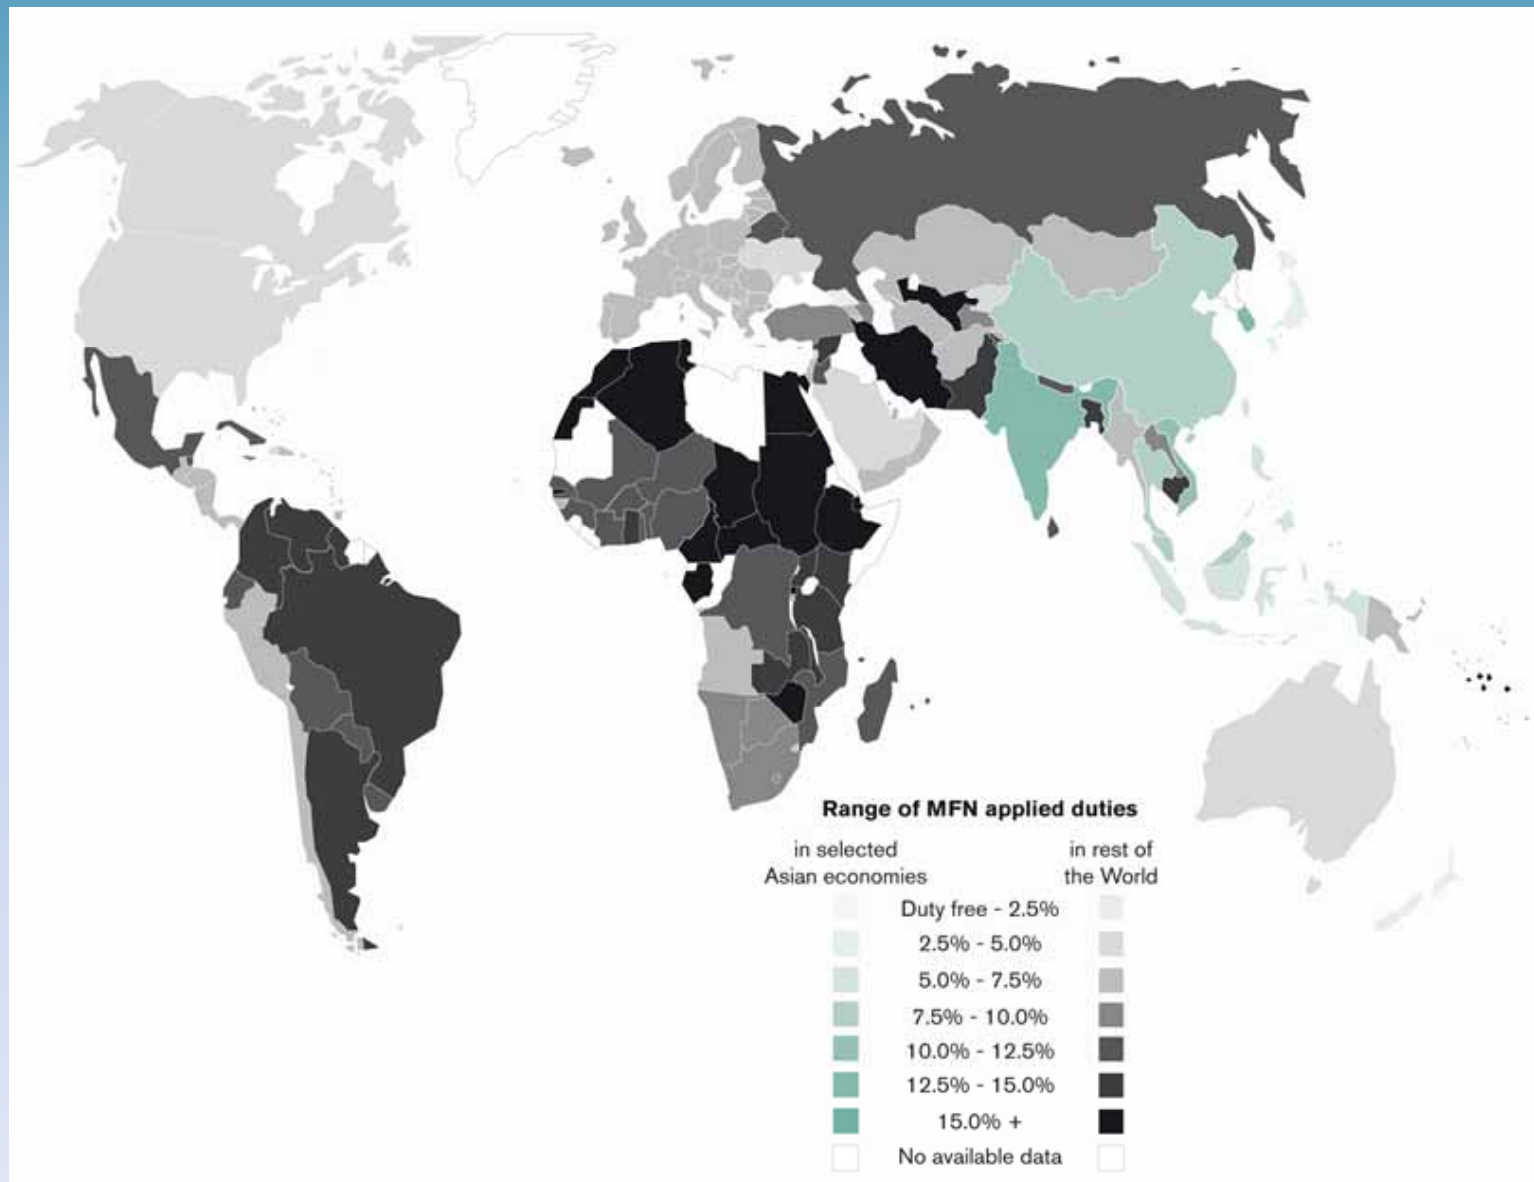 Range of MFN applied duties
in selected
Asian economies
in rest of
the World
Duty free - 2.5%
2.5% - 5.0%
5.0% - 7.5%
7.5% - 10.0%
10.0% - 12.5%
12.5% - 15.0%
15.0% +
No available data